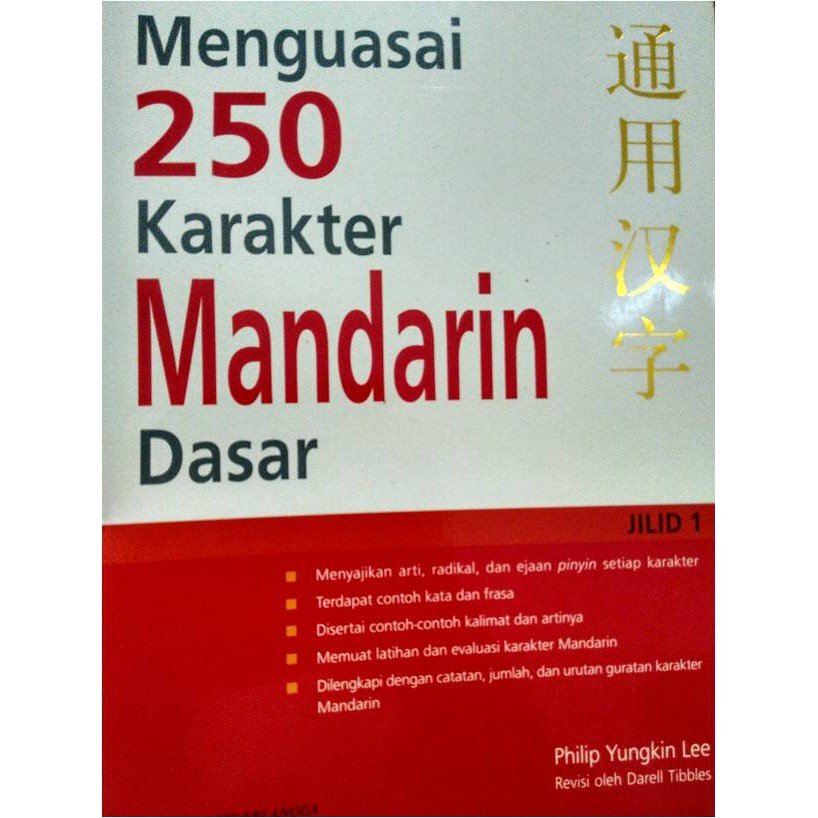 Menguasai
250
Karakter
Mandarin
Dasar
通用汉字
JILID 1
Menyajikan arti, radikal, dan ejaan pinyin setiap karakter
Terdapat contoh kata dan frasa
Disertai contoh-contoh kalimat dan artinya
Memuat latihan dan evaluasi karakter Mandarin
Dilengkapi dengan catatan, jumlah, dan urutan guratan karakter
Mandarin
Philip Yungkin Lee
Revisi oleh Darell Tibbles